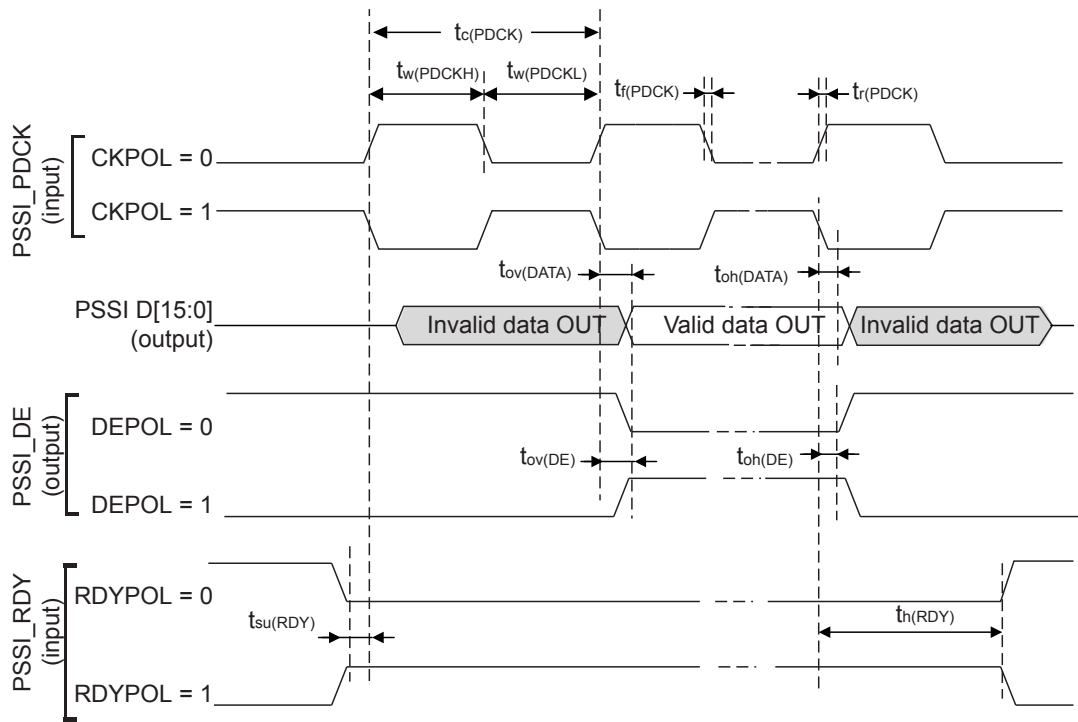 tc(PDCK)
tw(PDCKH)
tw(PDCKL)
tf(PDCK)
tr(PDCK)
PSSI_PDCK
(input)
CKPOL = 0
CKPOL = 1
tov(DATA)
toh(DATA)
PSSI D[15:0]
(output)
Invalid data OUT
Valid data OUT
Invalid data OUT
PSSI_DE
(output)
DEPOL = 0
tov(DE)
toh(DE)
DEPOL = 1
PSSI_RDY
(input)
RDYPOL = 0
tsu(RDY)
th(RDY)
RDYPOL = 1